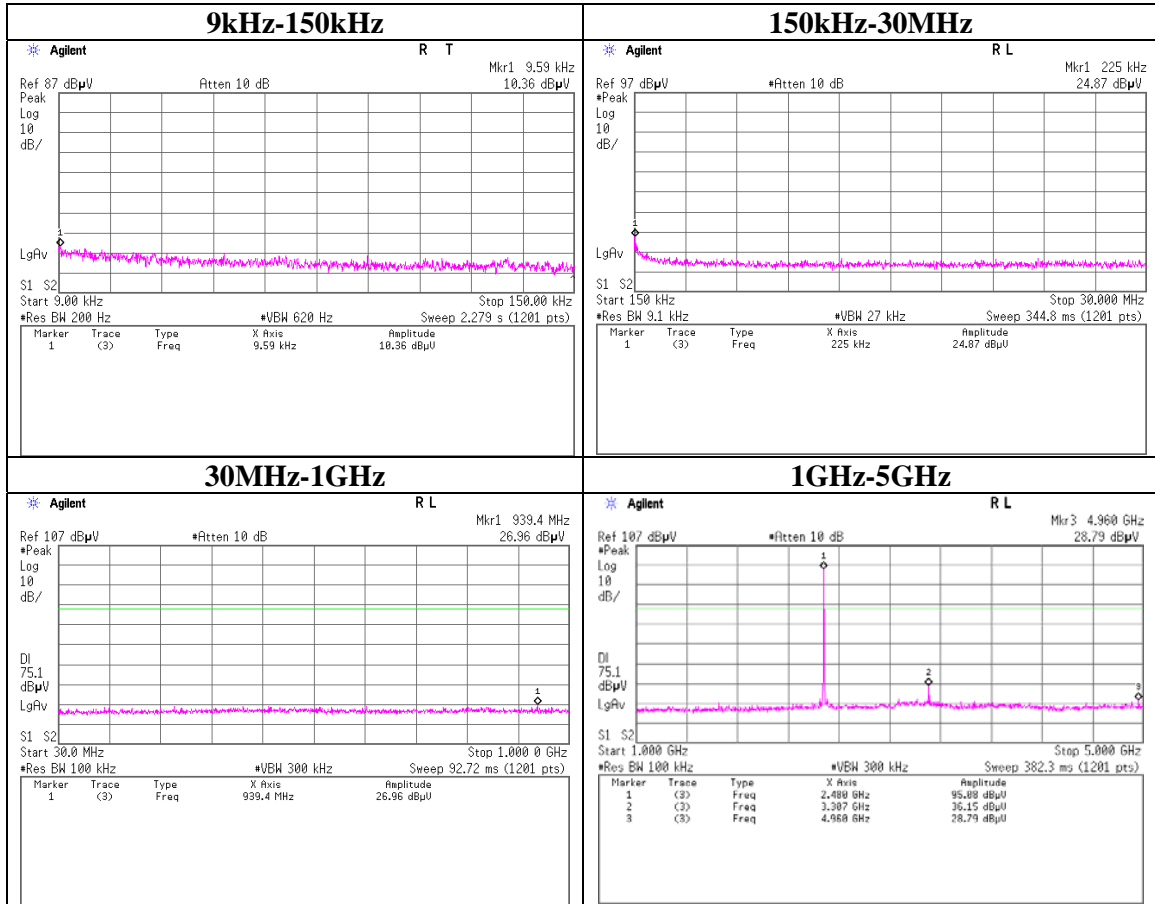 9kHz-150kHz
Agilent R T
Mkr1 9.59 kHz
Ref 87 dBµV Atten 10 dB 10.36 dBµV
Peak
Log
10
dB/
1
LgAv
S1 S2
Start 9.00 kHz Stop 150.00 kHz
#Res BW 200 Hz #VBW 620 Hz Sweep 2.279 s (1201 pts)
Marker Trace Type X Axis Amplitude
1 (3) Freq 9.59 kHz 10.36 dBµV
150kHz-30MHz
Agilent R L
Mkr1 225 kHz
Ref 97 dBµV #Atten 10 dB 24.87 dBµV
#Peak
Log
10
dB/
1
LgAv
S1 S2
Start 150 kHz Stop 30.000 MHz
#Res BW 9.1 kHz #VBW 27 kHz Sweep 344.8 ms (1201 pts)
Marker Trace Type X Axis Amplitude
1 (3) Freq 225 kHz 24.87 dBµV
30MHz-1GHz
Agilent R L
Mkr1 939.4 MHz
Ref 107 dBµV #Atten 10 dB 26.96 dBµV
#Peak
Log
10
dB/
DI
75.1
dBµV
1
LgAv
S1 S2
Start 30.0 MHz Stop 1.000 0 GHz
#Res BW 100 kHz #VBW 300 kHz Sweep 92.72 ms (1201 pts)
Marker Trace Type X Axis Amplitude
1 (3) Freq 939.4 MHz 26.96 dBµV
1GHz-5GHz
Agilent R L
Mkr3 4.960 GHz
Ref 107 dBµV #Atten 10 dB 28.79 dBµV
#Peak
1
Log
10
dB/
DI
75.1
dBµV
2
3
LgAv
S1 S2
Start 1.000 GHz Stop 5.000 GHz
#Res BW 100 kHz #VBW 300 kHz Sweep 382.3 ms (1201 pts)
Marker Trace Type X Axis Amplitude
1 (3) Freq 2.480 GHz 95.08 dBµV
2 (3) Freq 3.307 GHz 36.15 dBµV
3 (3) Freq 4.960 GHz 28.79 dBµV